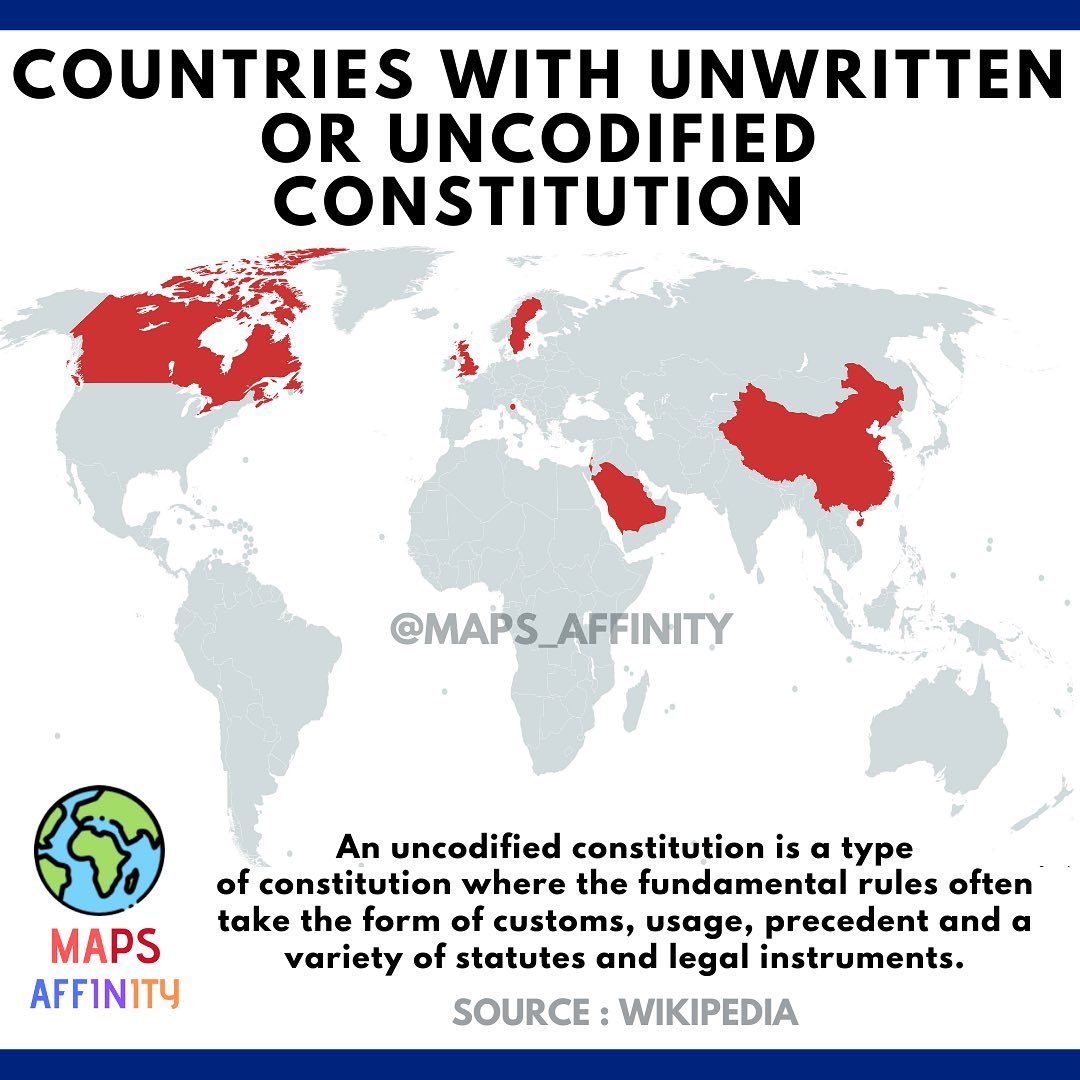 COUNTRIES WITH UNWRITTEN
OR UNCODIFIED
CONSTITUTION
@MAPS_AFFINITY
An uncodified constitution is a type
of constitution where the fundamental rules often
take the form of customs, usage, precedent and a
variety of statutes and legal instruments.
MAPS
AFFINITY
SOURCE : WIKIPEDIA